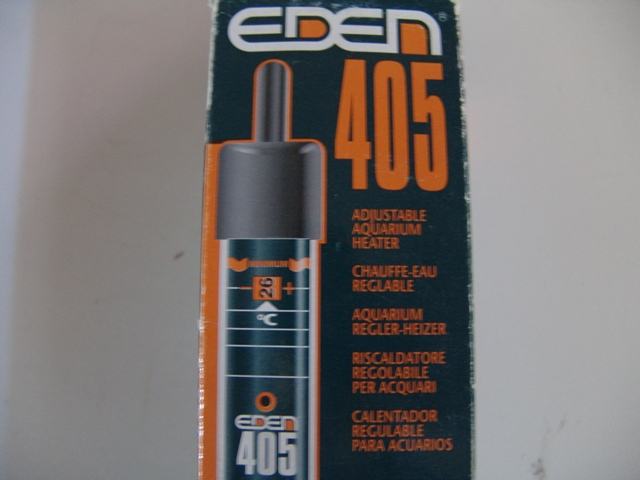 EDEN®
405
ADJUSTABLE
AQUARIUM
HEATER
CHAUFFE-EAU
REGLABLE
AQUARIUM
REGLER-HEIZER
RISCALDATORE
REGOLABILE
PER ACQUARI
CALENTADOR
REGULABLE
PARA ACUARIOS
MINIMUM
- 26 +
°C
EDEN
405